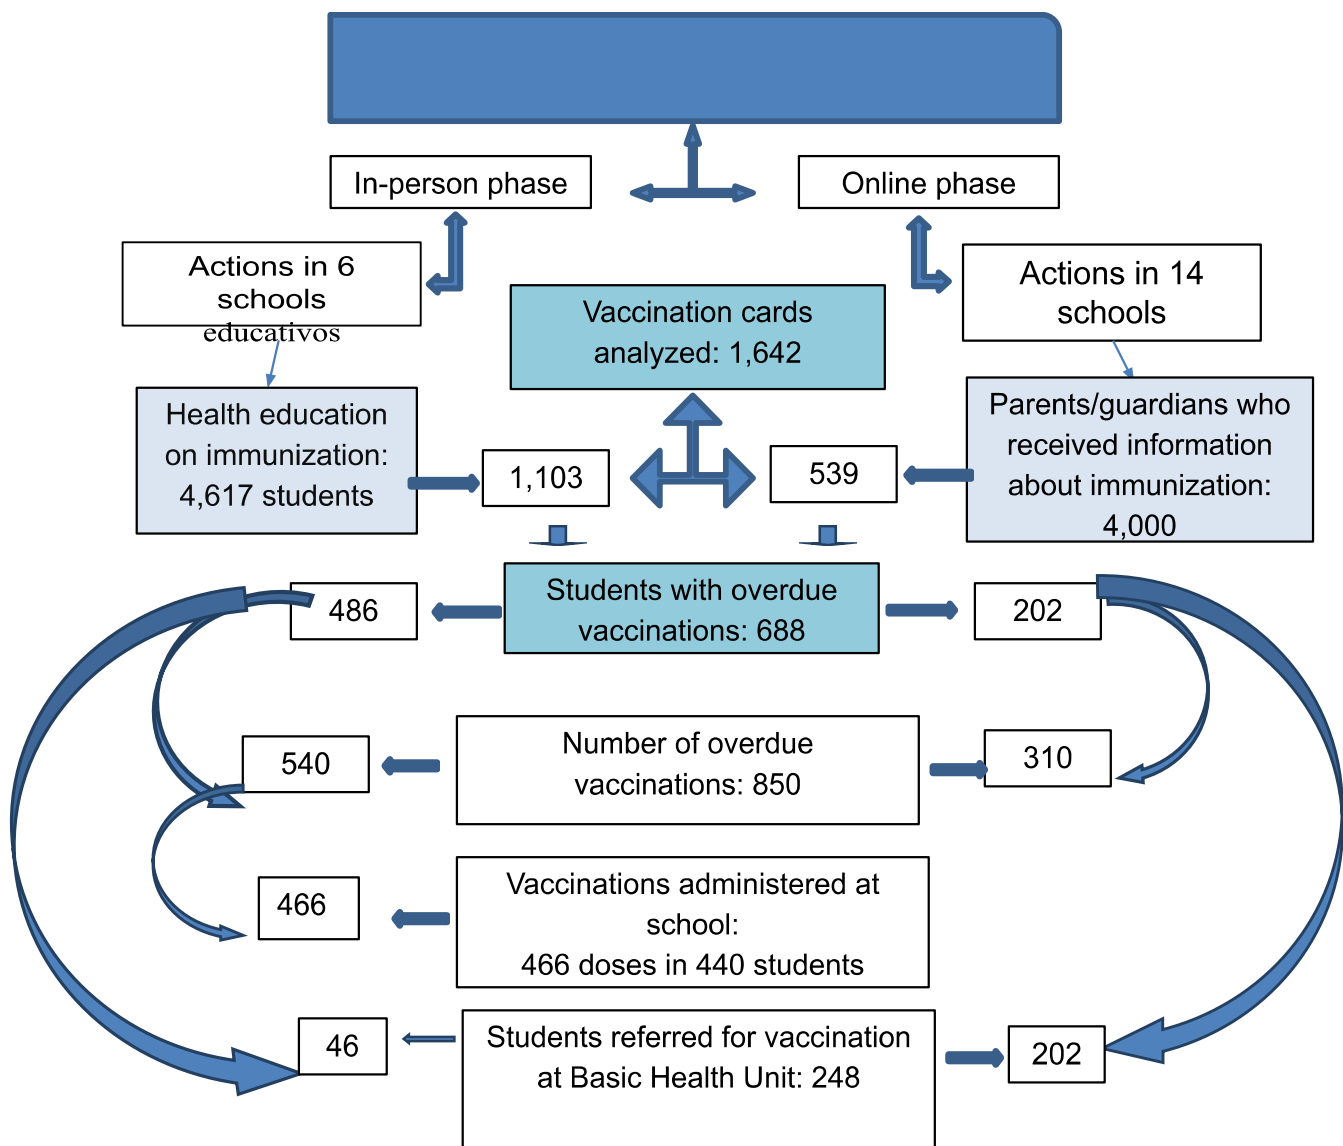 In-person phase
Online phase
Actions in 6
schools
educativos
Actions in 14
schools
Vaccination cards
analyzed: 1,642
Health education
on immunization:
4,617 students
1,103
539
Parents/guardians who
received information
about immunization:
4,000
486
Students with overdue
vaccinations: 688
202
540
Number of overdue
vaccinations: 850
310
466
Vaccinations administered at
school:
466 doses in 440 students
46
Students referred for vaccination
at Basic Health Unit: 248
202